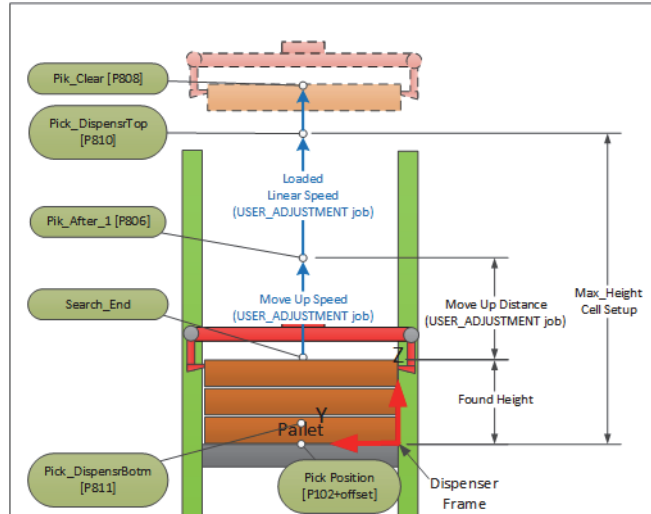 Pik_Clear [P808]
Pick_DispensrTop
[P810]
Loaded
Linear Speed
(USER_ADJUSTMENT job)
Pik_After_1 [P806]
Move Up Speed
(USER_ADJUSTMENT job)
Move Up Distance
(USER_ADJUSTMENT job)
Max_Height
Cell Setup
Search_End
Z
Found Height
Y
Pallet
Pick_DispensrBotm
[P811]
Pick Position
[P102+offset]
Dispenser
Frame